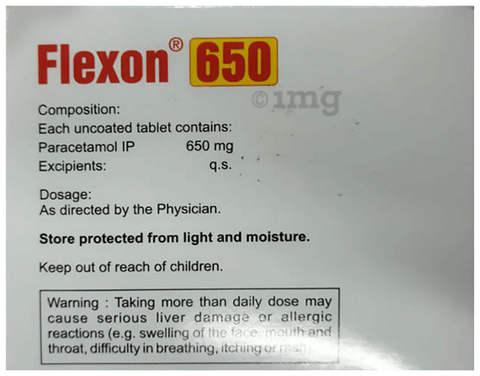 Flexon® 650
1mg
Composition:
Each uncoated tablet contains:
Paracetamol IP 650 mg
Excipients: q.s.
Dosage:
As directed by the Physician.
Store protected from light and moisture.
Keep out of reach of children.
Warning : Taking more than daily dose may
cause serious liver damage or allergic
reactions (e.g. swelling of the face, mouth and
throat, difficulty in breathing, itching or rash).